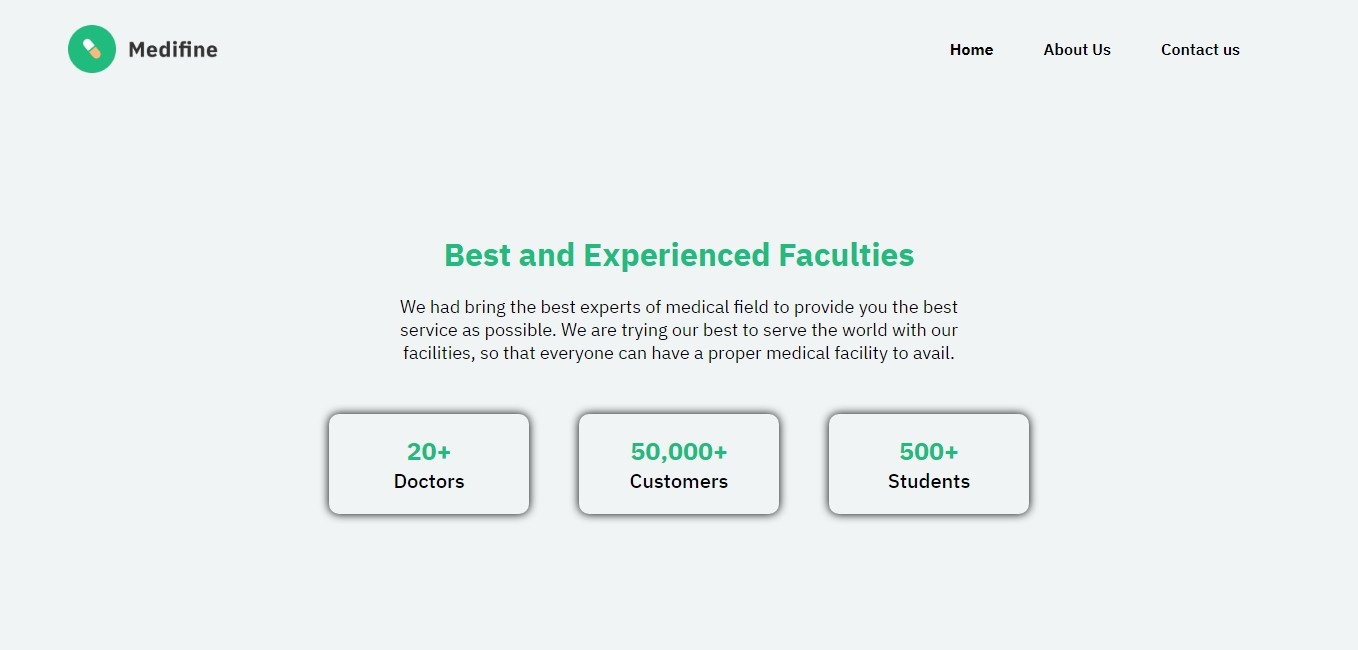 Medifine
Home About Us Contact us
Best and Experienced Faculties
We had bring the best experts of medical field to provide you the best
service as possible. We are trying our best to serve the world with our
facilities, so that everyone can have a proper medical facility to avail.
20+
Doctors
50,000+
Customers
500+
Students